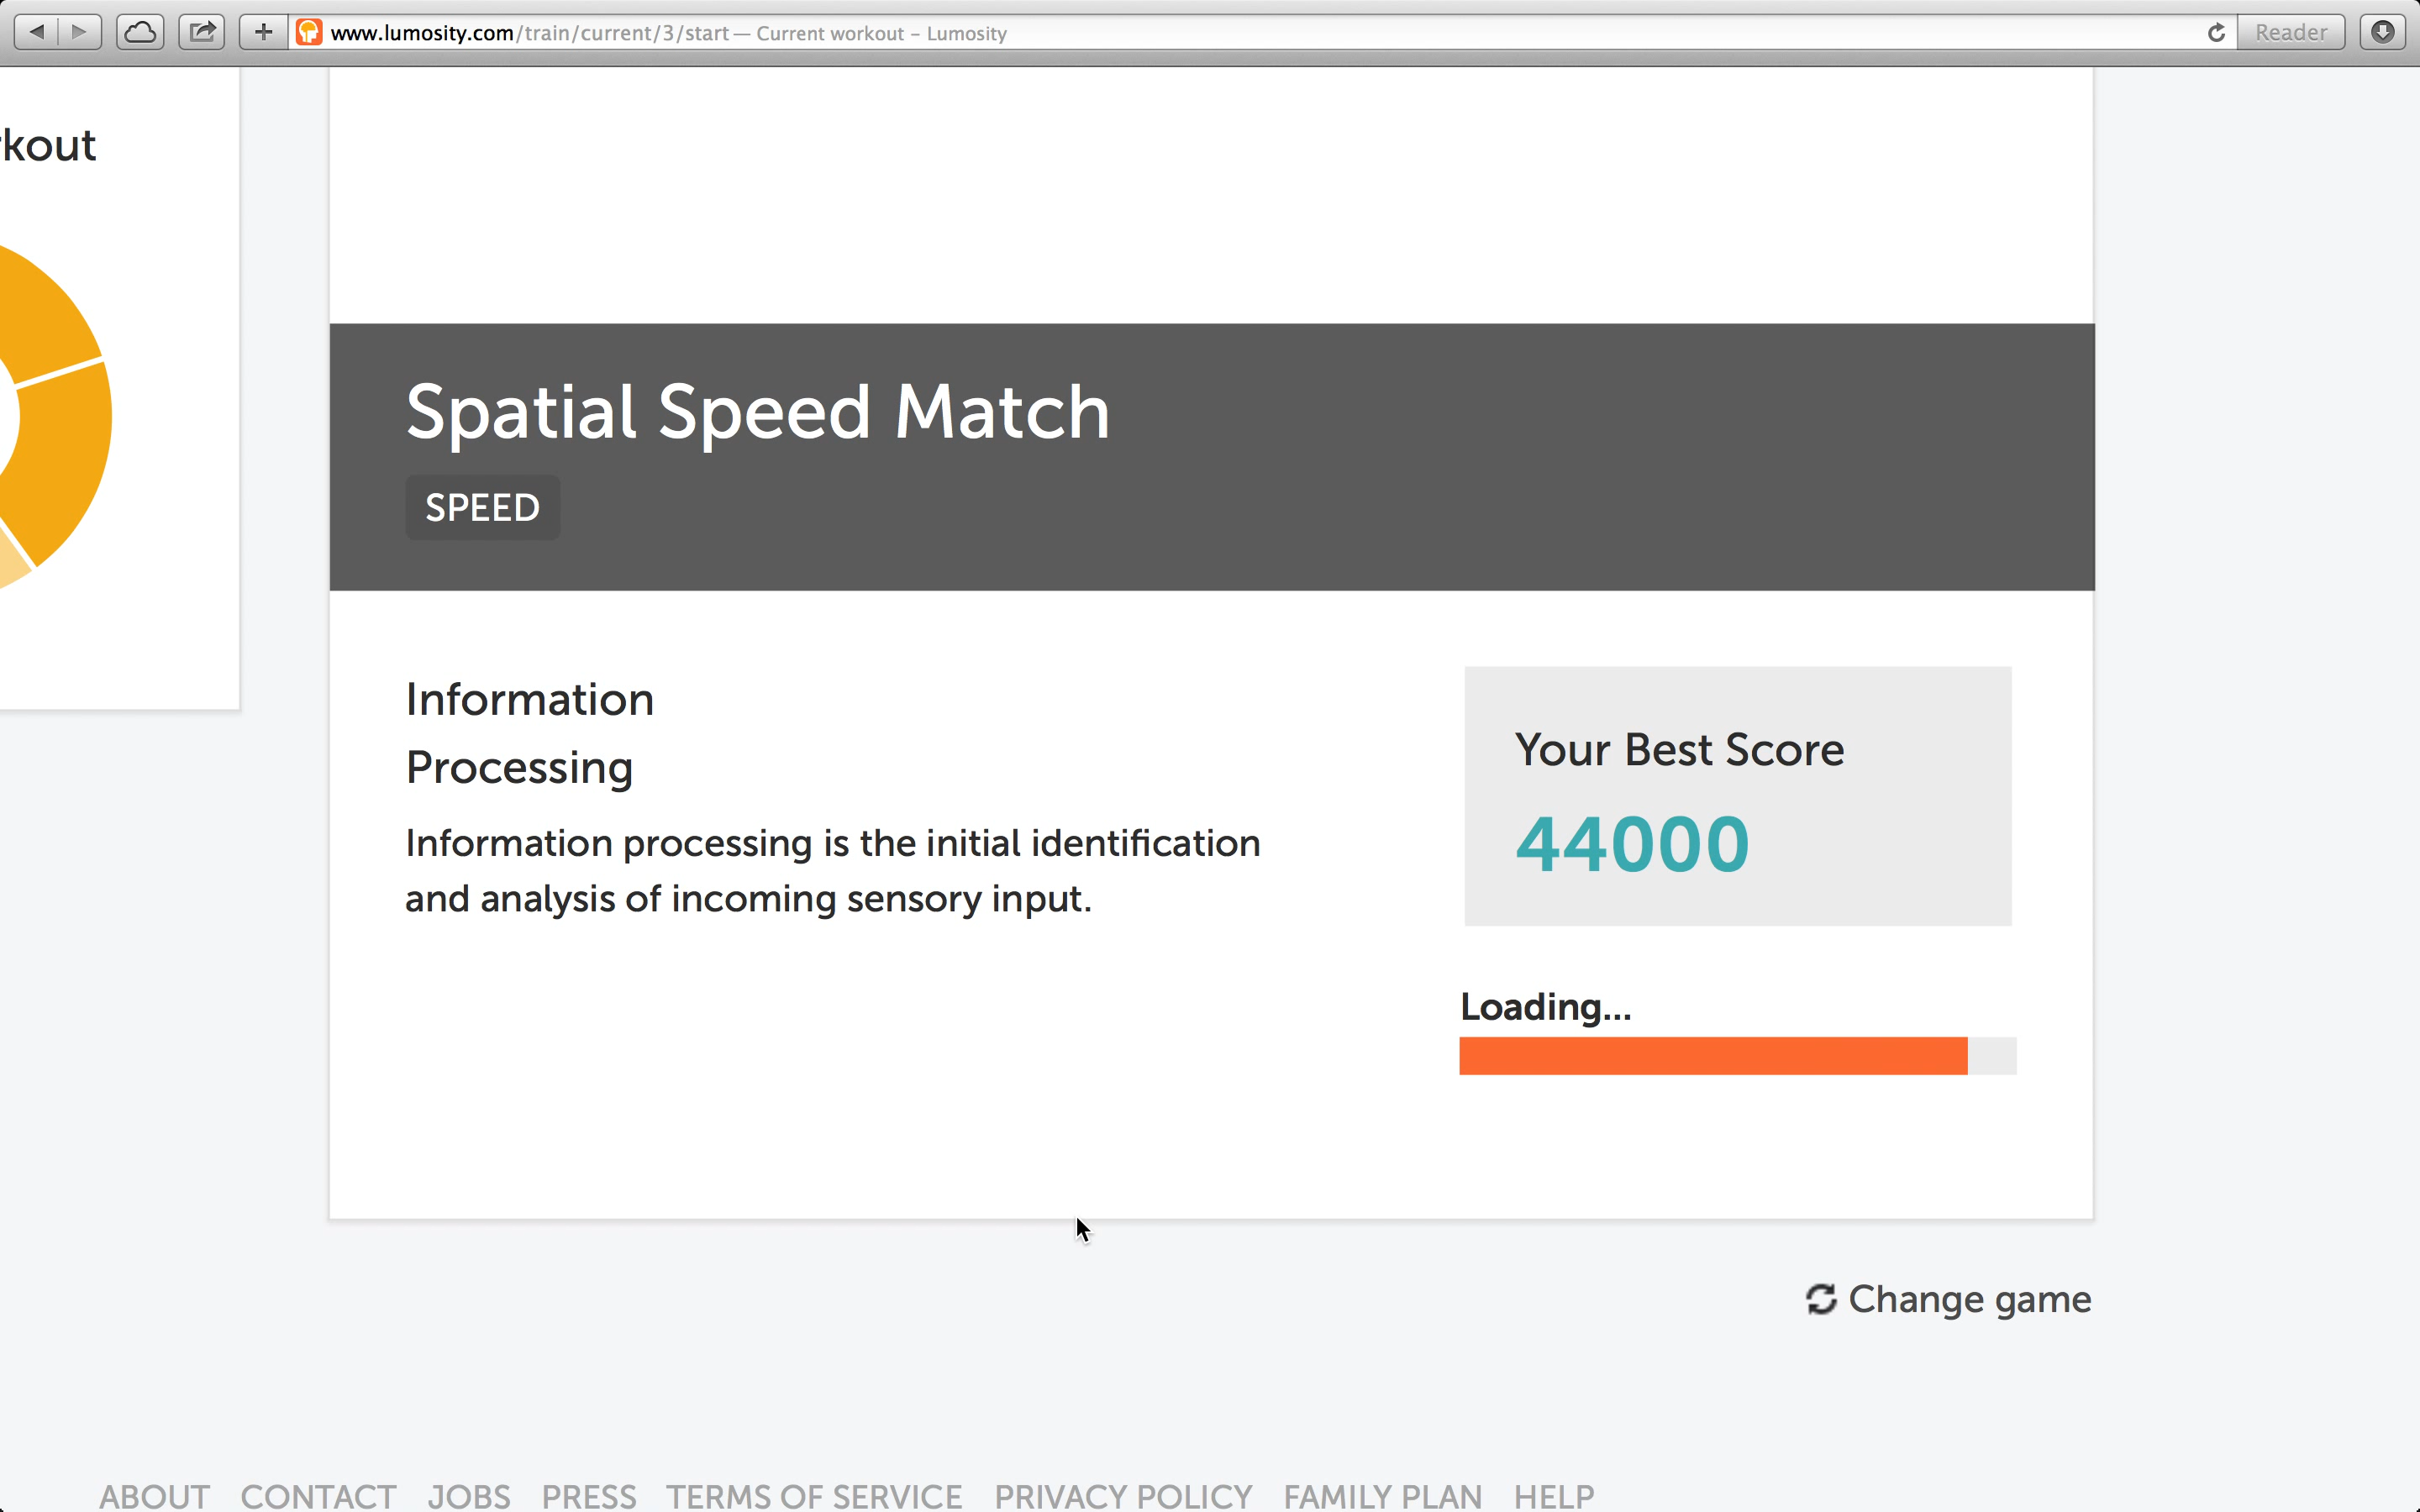 www.lumosity.com/train/current/3/start — Current workout – Lumosity
Reader
kout
Spatial Speed Match
SPEED
Information
Processing
Information processing is the initial identification
and analysis of incoming sensory input.
Your Best Score
44000
Loading...
Change game
ABOUT CONTACT JOBS PRESS TERMS OF SERVICE PRIVACY POLICY FAMILY PLAN HELP